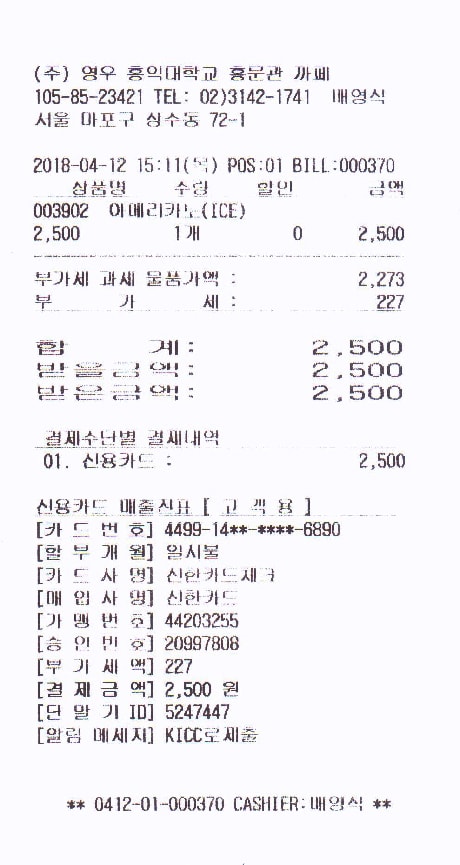 (주) 영우 홍익대학교 홍문관 까페
105-85-23421 TEL: 02)3142-1741 배영식
서울 마포구 상수동 72-1
2018-04-12 15:11(목) POS:01 BILL:000370
상품명 수량 할인 금액
003902 아메리카노(ICE)
2,500 1개 0 2,500
부가세 과세 물품가액 : 2,273
부 가 세 : 227
합 계 : 2,500
받 을 금 액 : 2,500
받 은 금 액 : 2,500
결제수단별 결제내역
01. 신용카드 : 2,500
신용카드 매출전표 [ 고 객 용 ]
[카 드 번 호] 4499-14**-****-6890
[할 부 개 월] 일시불
[카 드 사 명] 신한카드체크
[매 입 사 명] 신한카드
[가 맹 번 호] 44203255
[승 인 번 호] 20997808
[부 가 세 액] 227
[결 제 금 액] 2,500 원
[단 말 기 ID] 5247447
[알림 메세지] KICC로제출
** 0412-01-000370 CASHIER:배영식 **